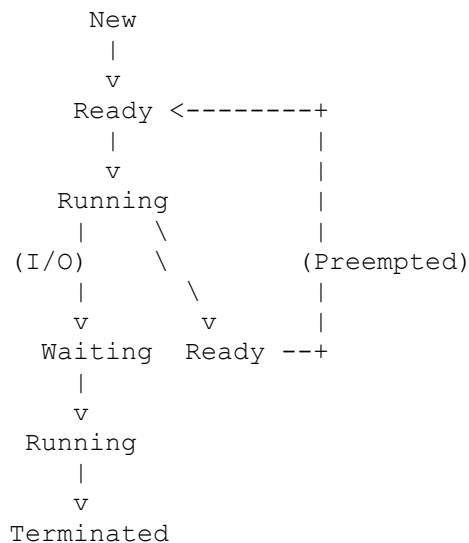 New
|
v
Ready <--------+
| |
v |
Running |
| \ |
(I/O) \ (Preempted)
| \ |
v v |
Waiting Ready --+
|
v
Running
|
v
Terminated